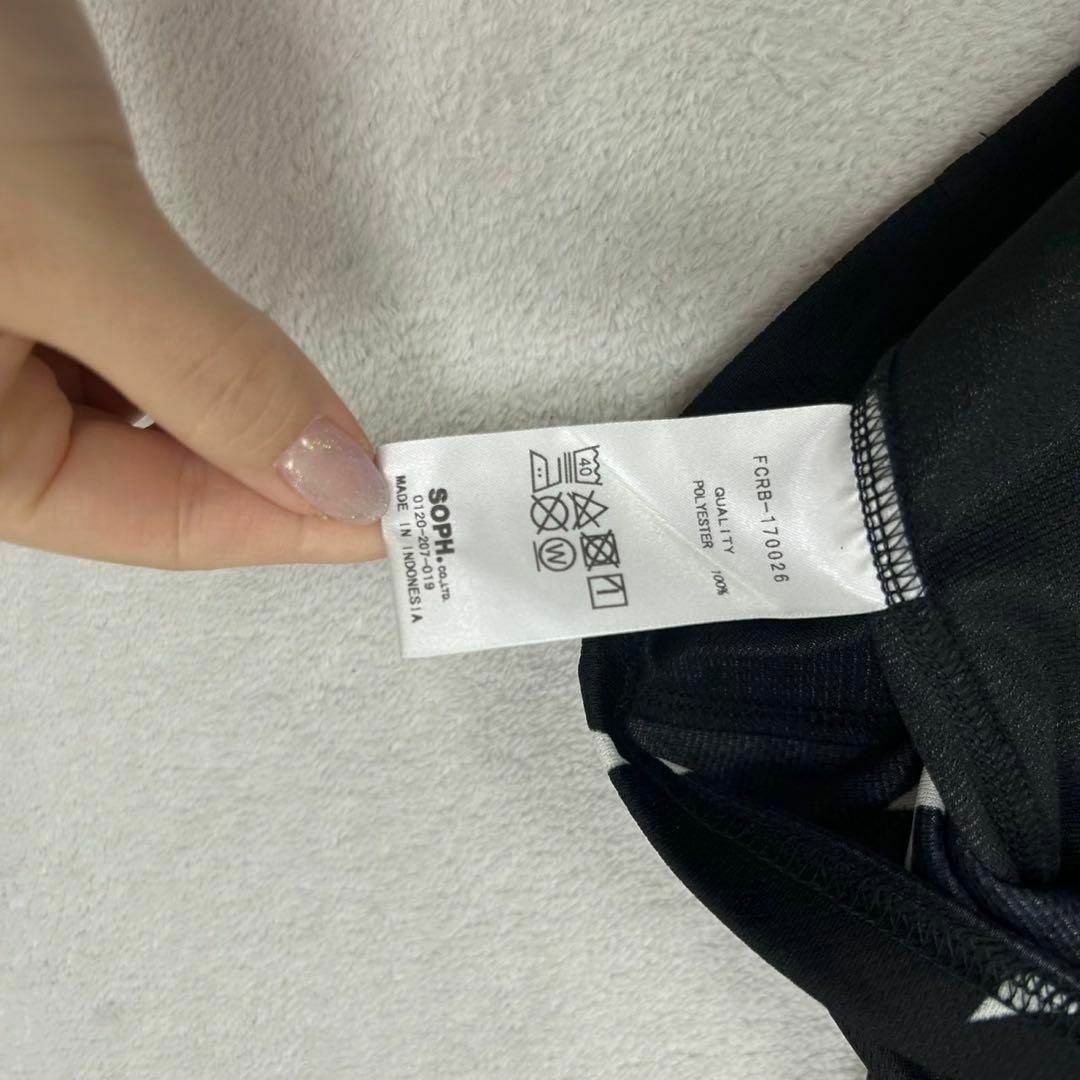 FCRB-170026
QUALITY
POLYESTER 100%
40
W
SOPH. CO.,LTD.
0120-207-019
MADE IN INDONESIA